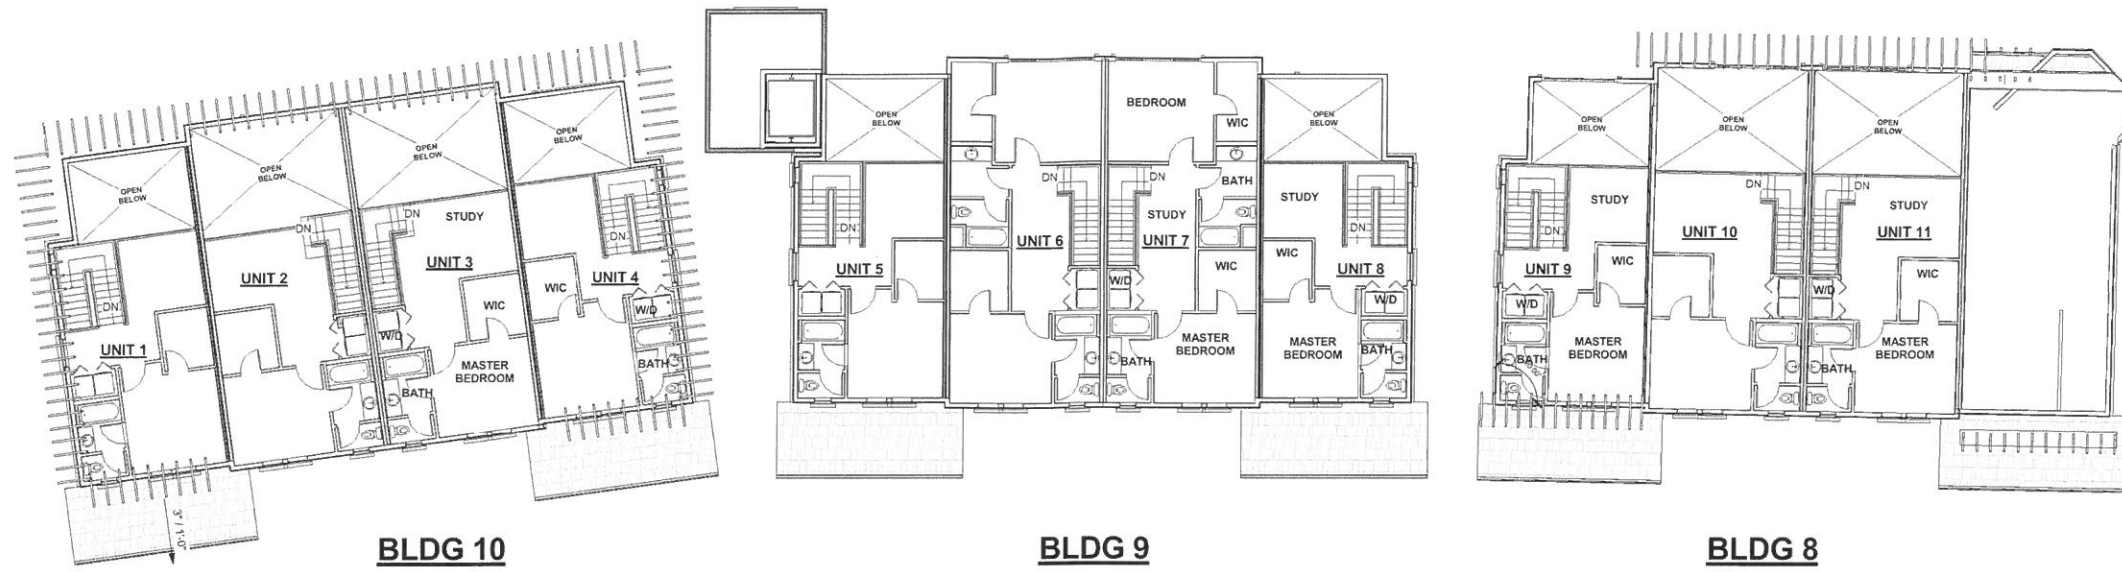 OPEN
BELOW
OPEN
BELOW
OPEN
BELOW
OPEN
BELOW
DN
DN
DN
DN
STUDY
UNIT 1
UNIT 2
UNIT 3
UNIT 4
WIC
WIC
W/D
W/D
MASTER
BEDROOM
BATH
BATH
3" / 1'-0"
BLDG 10
OPEN
BELOW
BEDROOM
WIC
OPEN
BELOW
DN
DN
DN
DN
BATH
STUDY
STUDY
UNIT 5
UNIT 6
UNIT 7
UNIT 8
WIC
WIC
W/D
W/D
MASTER
BEDROOM
MASTER
BEDROOM
BATH
BATH
BLDG 9
OPEN
BELOW
OPEN
BELOW
OPEN
BELOW
DN
DN
DN
STUDY
STUDY
UNIT 9
UNIT 10
UNIT 11
WIC
WIC
W/D
W/D
MASTER
BEDROOM
MASTER
BEDROOM
BATH
BATH
BLDG 8